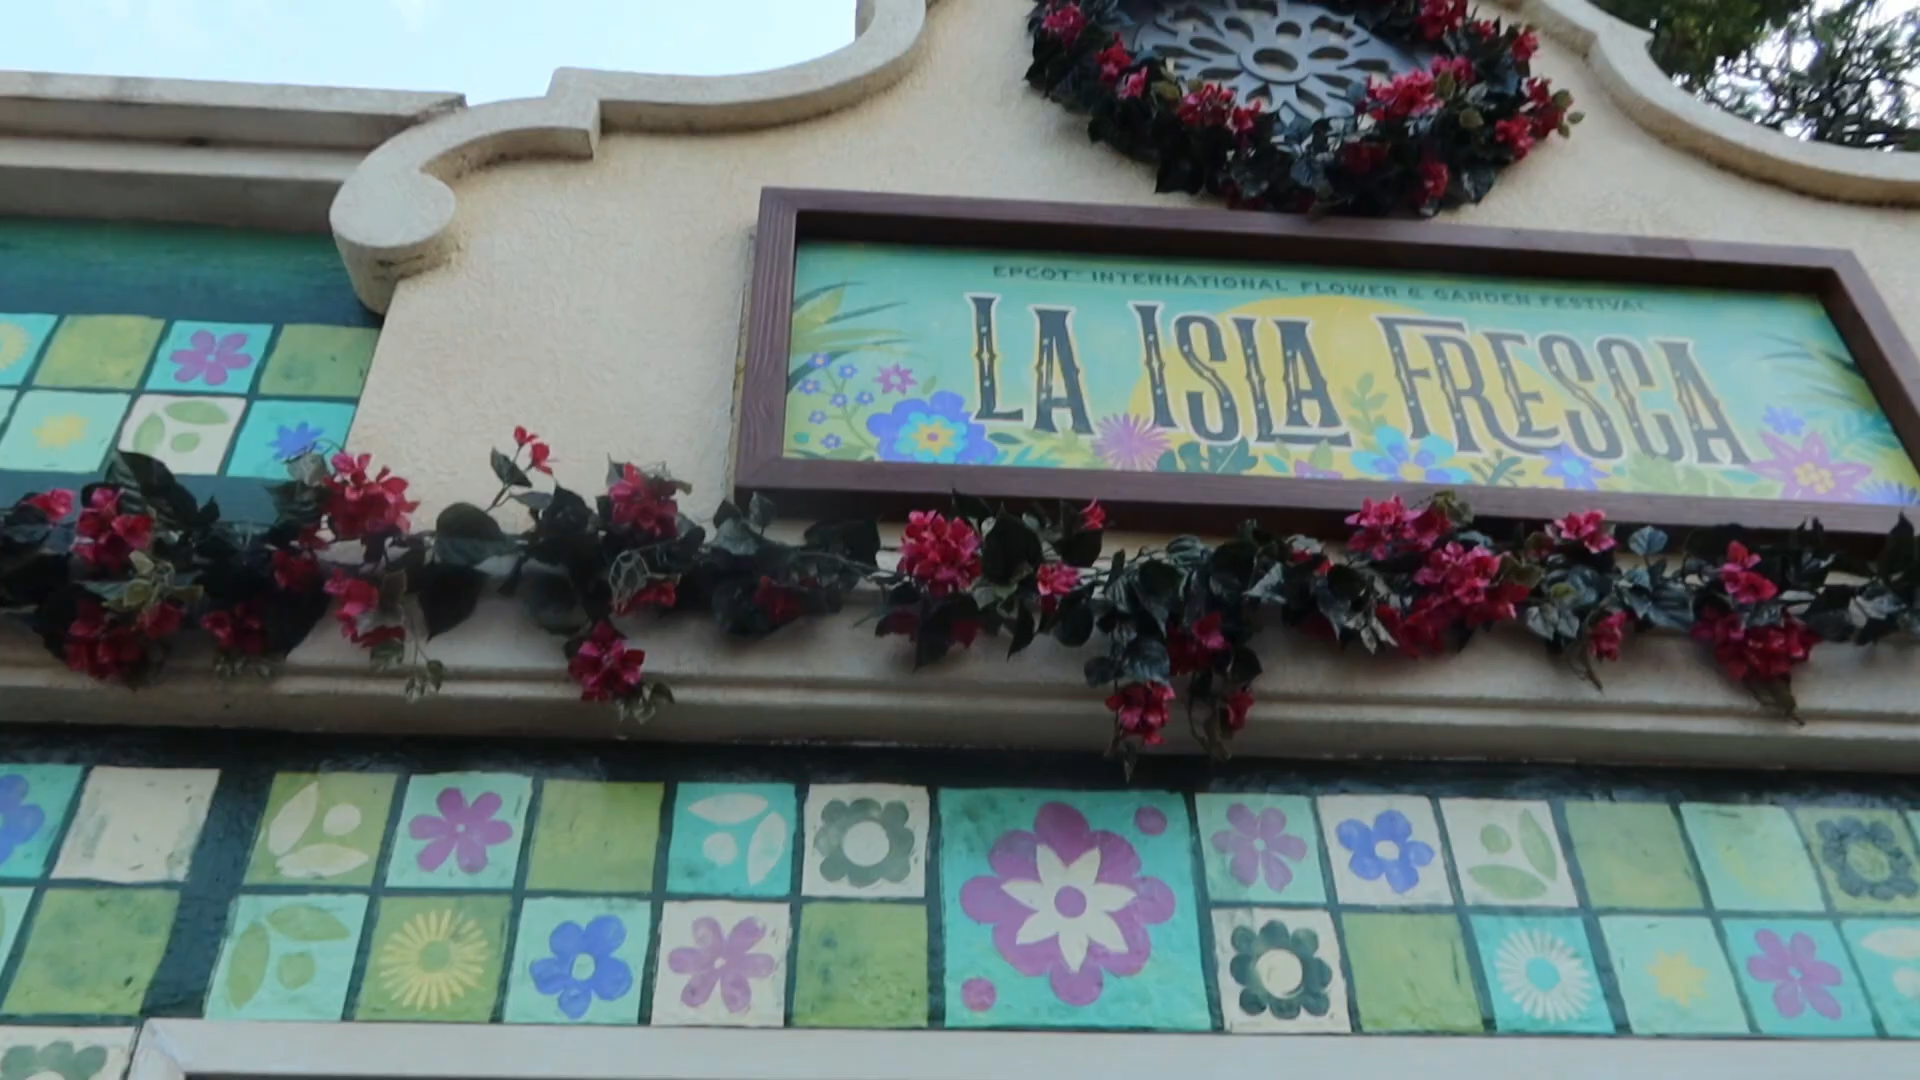 EPCOT INTERNATIONAL FLOWER & GARDEN FESTIVAL
LA ISLA FRESCA